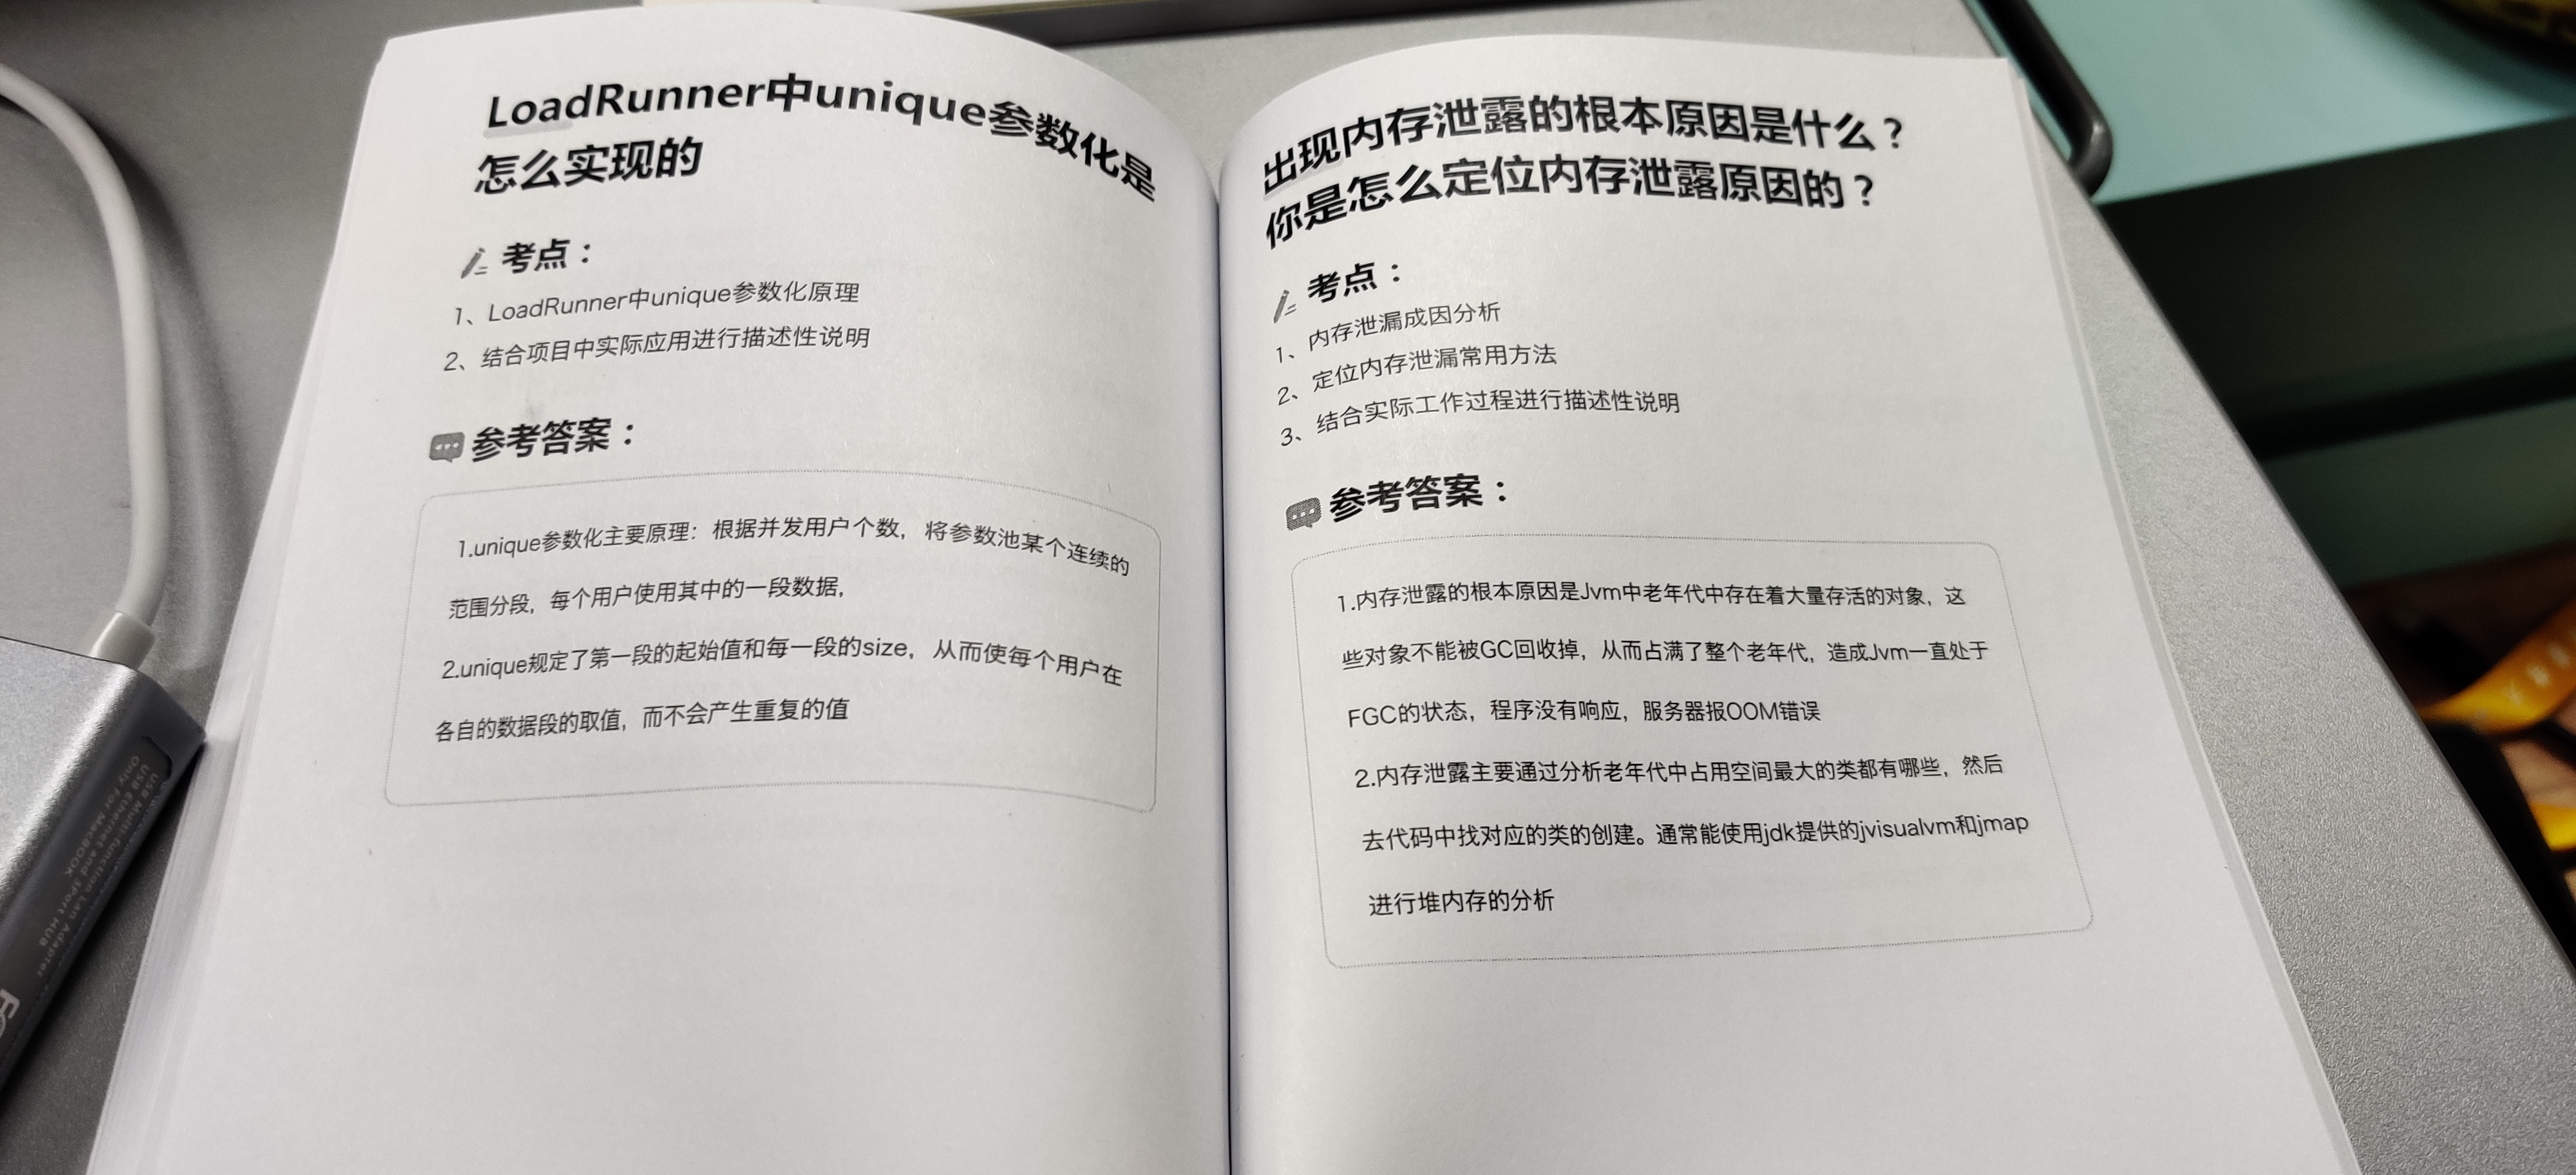 LoadRunner中unique参数化是
怎么实现的
考点：
1、LoadRunner中unique参数化原理
2、结合项目中实际应用进行描述性说明
参考答案：
1.unique参数化主要原理：根据并发用户个数，将参数池某个连续的
范围分段，每个用户使用其中的一段数据，
2.unique规定了第一段的起始值和每一段的size，从而使每个用户在
各自的数据段的取值，而不会产生重复的值
出现内存泄露的根本原因是什么？
你是怎么定位内存泄露原因的？
考点：
1、内存泄漏成因分析
2、定位内存泄漏常用方法
3、结合实际工作过程进行描述性说明
参考答案：
1.内存泄露的根本原因是Jvm中老年代中存在着大量存活的对象，这
些对象不能被GC回收掉，从而占满了整个老年代，造成Jvm一直处于
FGC的状态，程序没有响应，服务器报OOM错误
2.内存泄露主要通过分析老年代中占用空间最大的类都有哪些，然后
去代码中找对应的类的创建。通常能使用jdk提供的jvisualvm和jmap
进行堆内存的分析
USB Multi-function Lan Adapter
USB Ethernet and 3Port HUB
Only For MacBOOK